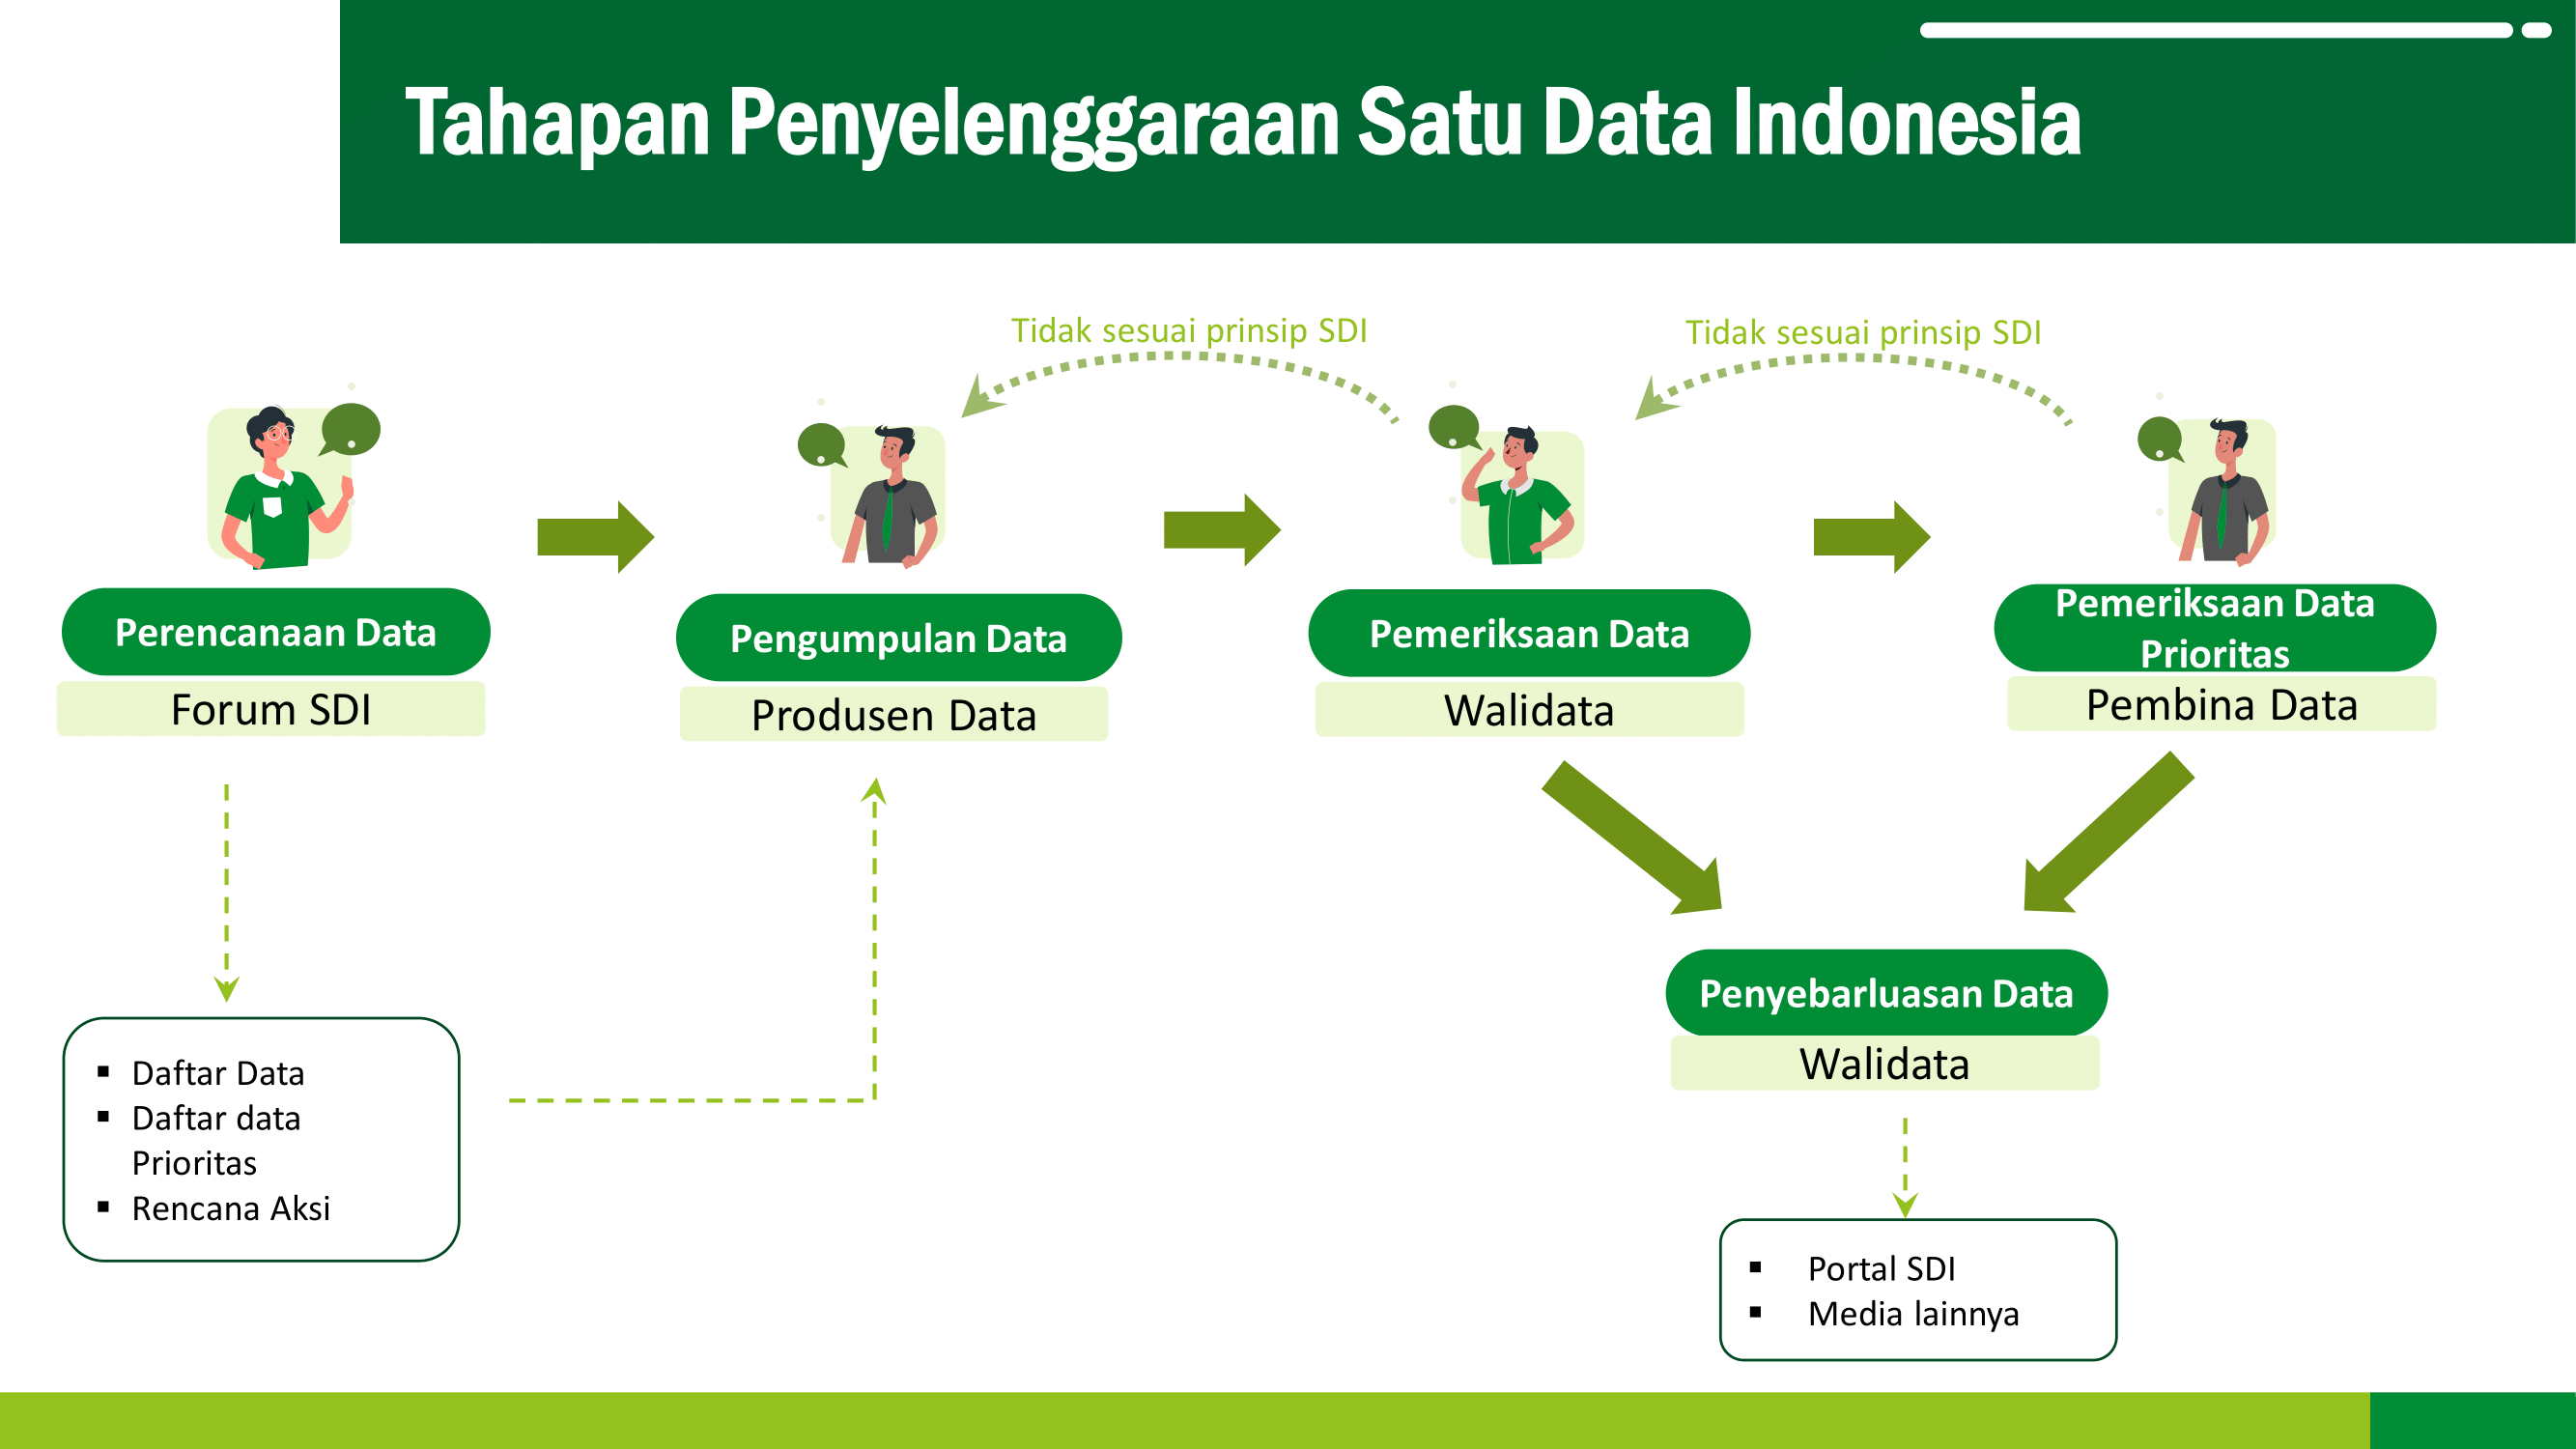 Tahapan Penyelenggaraan Satu Data Indonesia
Tidak sesuai prinsip SDI
Tidak sesuai prinsip SDI
Perencanaan Data
Forum SDI
Pengumpulan Data
Produsen Data
Pemeriksaan Data
Walidata
Pemeriksaan Data
Prioritas
Pembina Data
▪ Daftar Data
▪ Daftar data
Prioritas
▪ Rencana Aksi
Penyebarluasan Data
Walidata
▪ Portal SDI
▪ Media lainnya